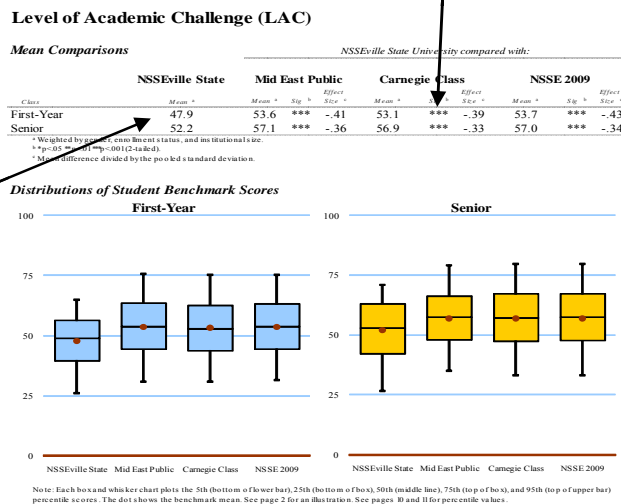 Level of Academic Challenge (LAC)
Mean Comparisons
NSSEville State University compared with:
NSSEville State Mid East Public Carnegie Class NSSE 2009
Class Mean a Mean a Sig b Effect Size c Mean a Sig b Effect Size c Mean a Sig b Effect Size c
First-Year 47.9 53.6 *** -.41 53.1 *** -.39 53.7 *** -.43
Senior 52.2 57.1 *** -.36 56.9 *** -.33 57.0 *** -.34
a Weighted by gender, enrollment status, and institutional size.
b *p<.05 **p<.01 ***p<.001 (2-tailed).
c Mean difference divided by the pooled standard deviation.
Distributions of Student Benchmark Scores
First-Year
100
75
50
25
0
NSSEville State Mid East Public Carnegie Class NSSE 2009
Senior
100
75
50
25
0
NSSEville State Mid East Public Carnegie Class NSSE 2009
Note: Each box and whisker chart plots the 5th (bottom of lower bar), 25th (bottom of box), 50th (middle line), 75th (top of box), and 95th (top of upper bar)
percentile scores. The dot shows the benchmark mean. See page 2 for an illustration. See pages 10 and 11 for percentile values.